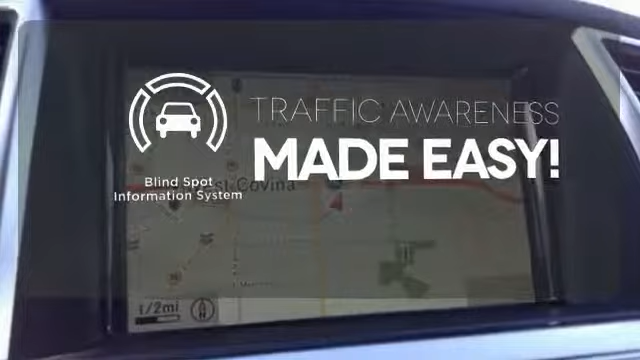 TRAFFIC AWARENESS
MADE EASY!
Blind Spot
Information System
Covina
1/2mi